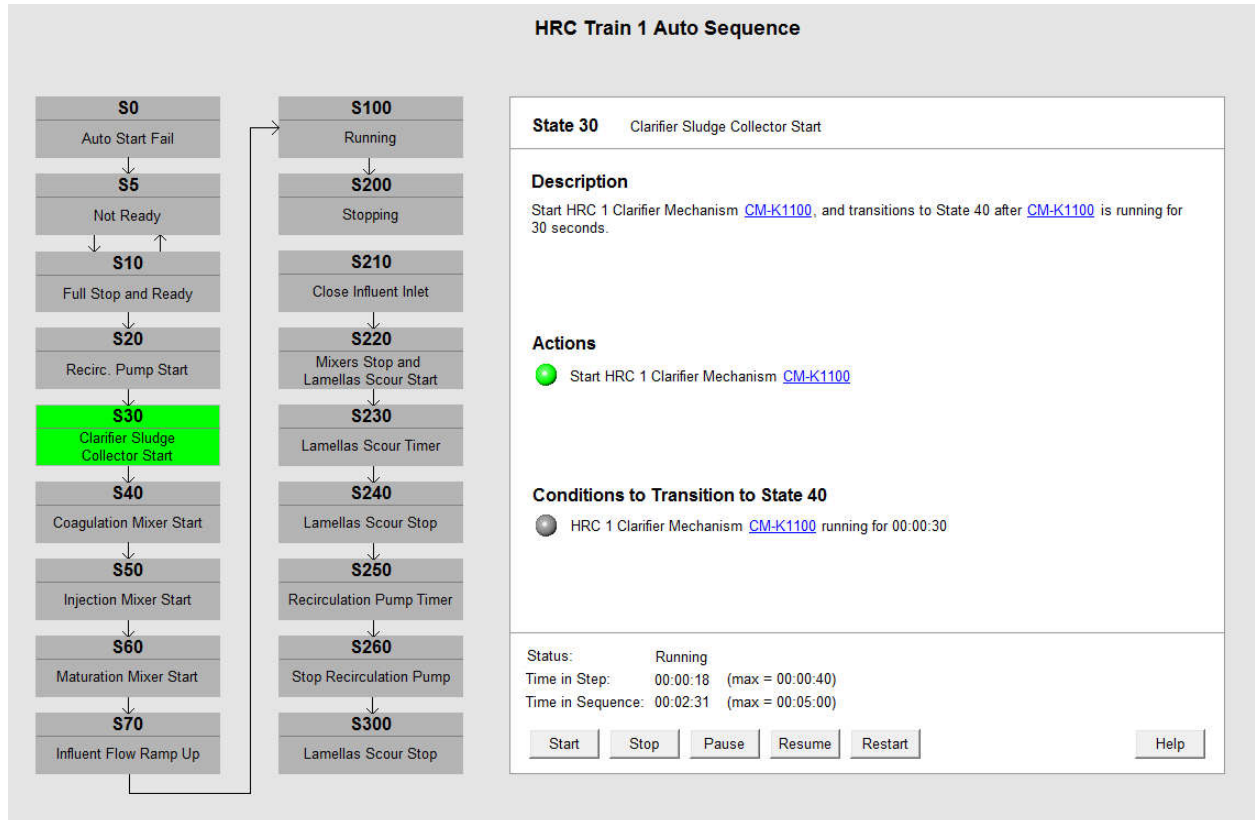 HRC Train 1 Auto Sequence
S0
Auto Start Fail
S5
Not Ready
S10
Full Stop and Ready
S20
Recirc. Pump Start
S30
Clarifier Sludge
Collector Start
S40
Coagulation Mixer Start
S50
Injection Mixer Start
S60
Maturation Mixer Start
S70
Influent Flow Ramp Up
S100
Running
S200
Stopping
S210
Close Influent Inlet
S220
Mixers Stop and
Lamellas Scour Start
S230
Lamellas Scour Timer
S240
Lamellas Scour Stop
S250
Recirculation Pump Timer
S260
Stop Recirculation Pump
S300
Lamellas Scour Stop
State 30 Clarifier Sludge Collector Start
Description
Start HRC 1 Clarifier Mechanism CM-K1100, and transitions to State 40 after CM-K1100 is running for
30 seconds.
Actions
Start HRC 1 Clarifier Mechanism CM-K1100
Conditions to Transition to State 40
HRC 1 Clarifier Mechanism CM-K1100 running for 00:00:30
Status: Running
Time in Step: 00:00:18 (max = 00:00:40)
Time in Sequence: 00:02:31 (max = 00:05:00)
Start Stop Pause Resume Restart Help